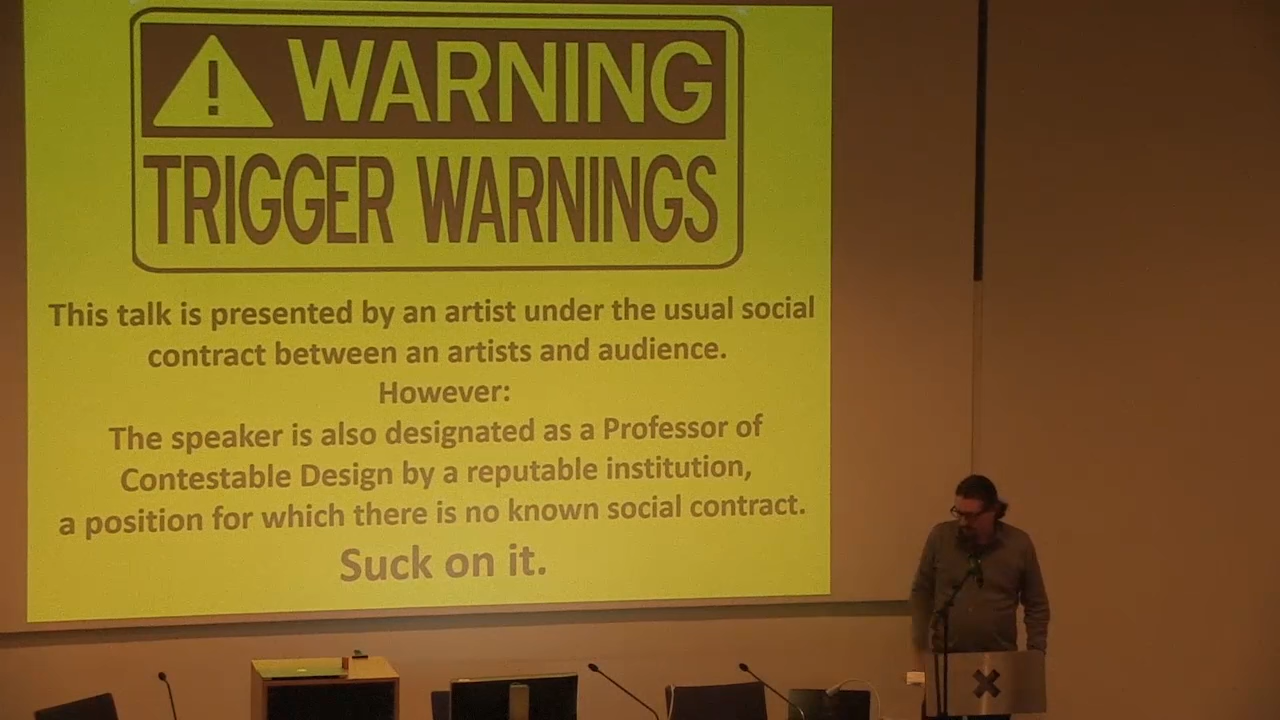 WARNING
TRIGGER WARNINGS
This talk is presented by an artist under the usual social
contract between an artists and audience.
However:
The speaker is also designated as a Professor of
Contestable Design by a reputable institution,
a position for which there is no known social contract.
Suck on it.